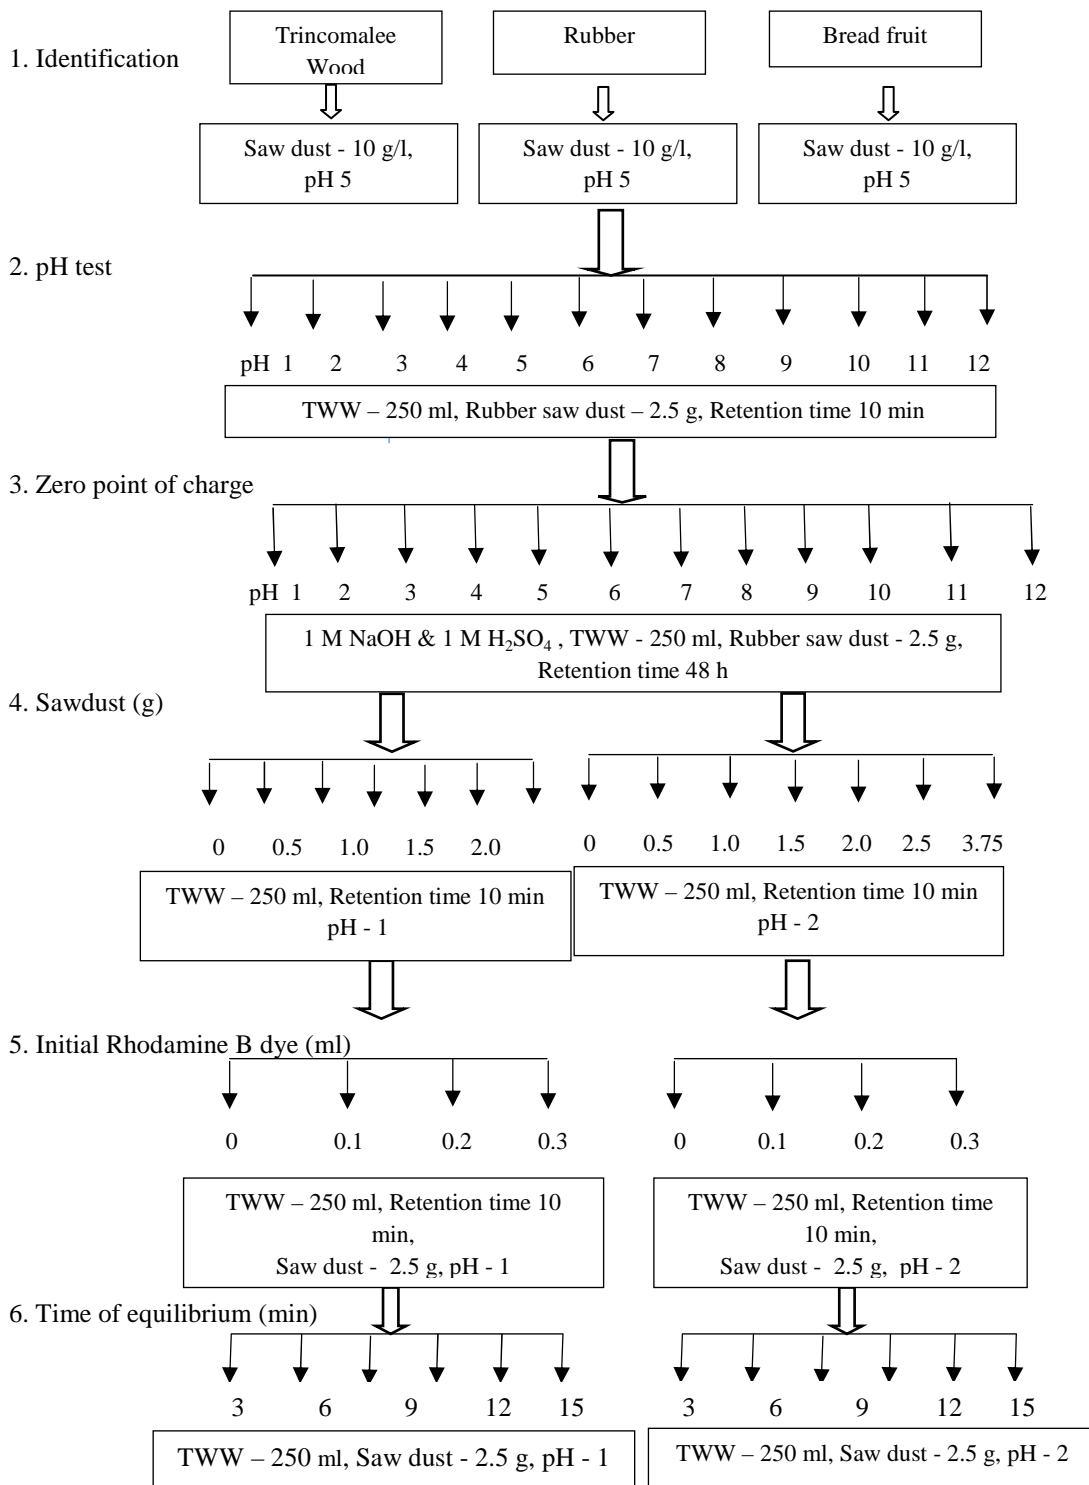 Trincomalee
Wood
Rubber
Bread fruit
1. Identification
Saw dust - 10 g/l,
pH 5
Saw dust - 10 g/l,
pH 5
Saw dust - 10 g/l,
pH 5
2. pH test
pH 1 2 3 4 5 6 7 8 9 10 11 12
TWW – 250 ml, Rubber saw dust – 2.5 g, Retention time 10 min
3. Zero point of charge
pH 1 2 3 4 5 6 7 8 9 10 11 12
1 M NaOH & 1 M H₂SO₄ , TWW - 250 ml, Rubber saw dust - 2.5 g,
Retention time 48 h
4. Sawdust (g)
0 0.5 1.0 1.5 2.0
0 0.5 1.0 1.5 2.0 2.5 3.75
TWW – 250 ml, Retention time 10 min
pH - 1
TWW – 250 ml, Retention time 10 min
pH - 2
5. Initial Rhodamine B dye (ml)
0 0.1 0.2 0.3
0 0.1 0.2 0.3
TWW – 250 ml, Retention time 10
min,
Saw dust - 2.5 g, pH - 1
TWW – 250 ml, Retention time
10 min,
Saw dust - 2.5 g, pH - 2
6. Time of equilibrium (min)
3 6 9 12 15
3 6 9 12 15
TWW – 250 ml, Saw dust - 2.5 g, pH - 1
TWW – 250 ml, Saw dust - 2.5 g, pH - 2